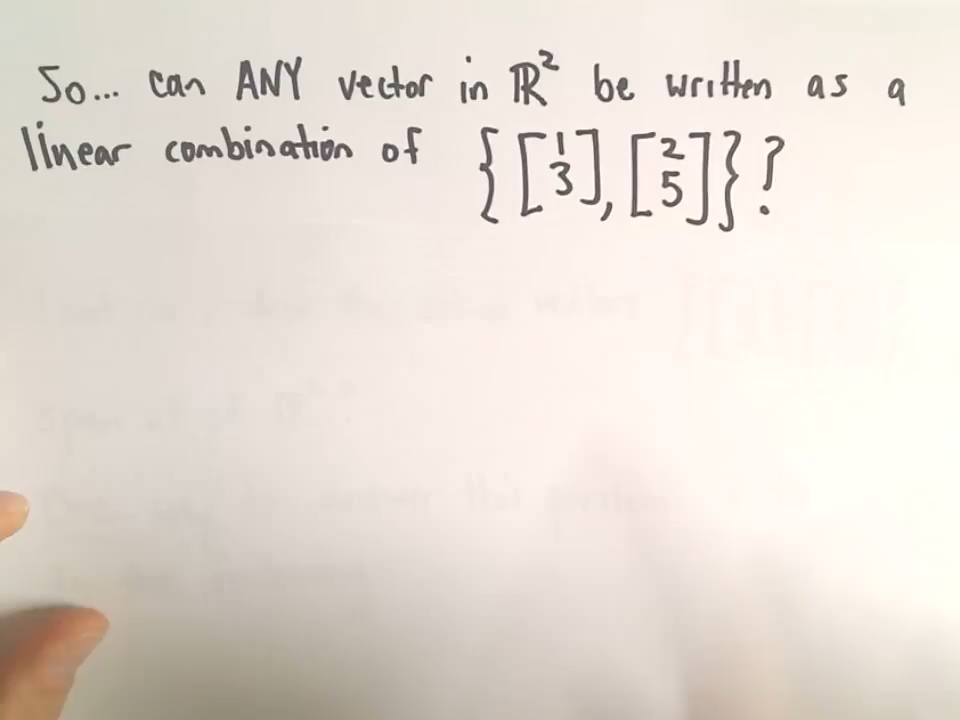 So... can ANY vector in ℝ² be written as a
linear combination of {[1 3], [2 5]}?